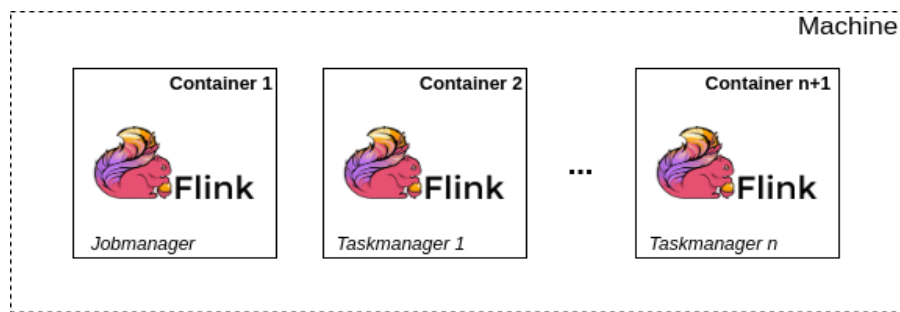 Machine
Container 1
Container 2
Container n+1
Flink
Flink
...
Flink
Jobmanager
Taskmanager 1
Taskmanager n